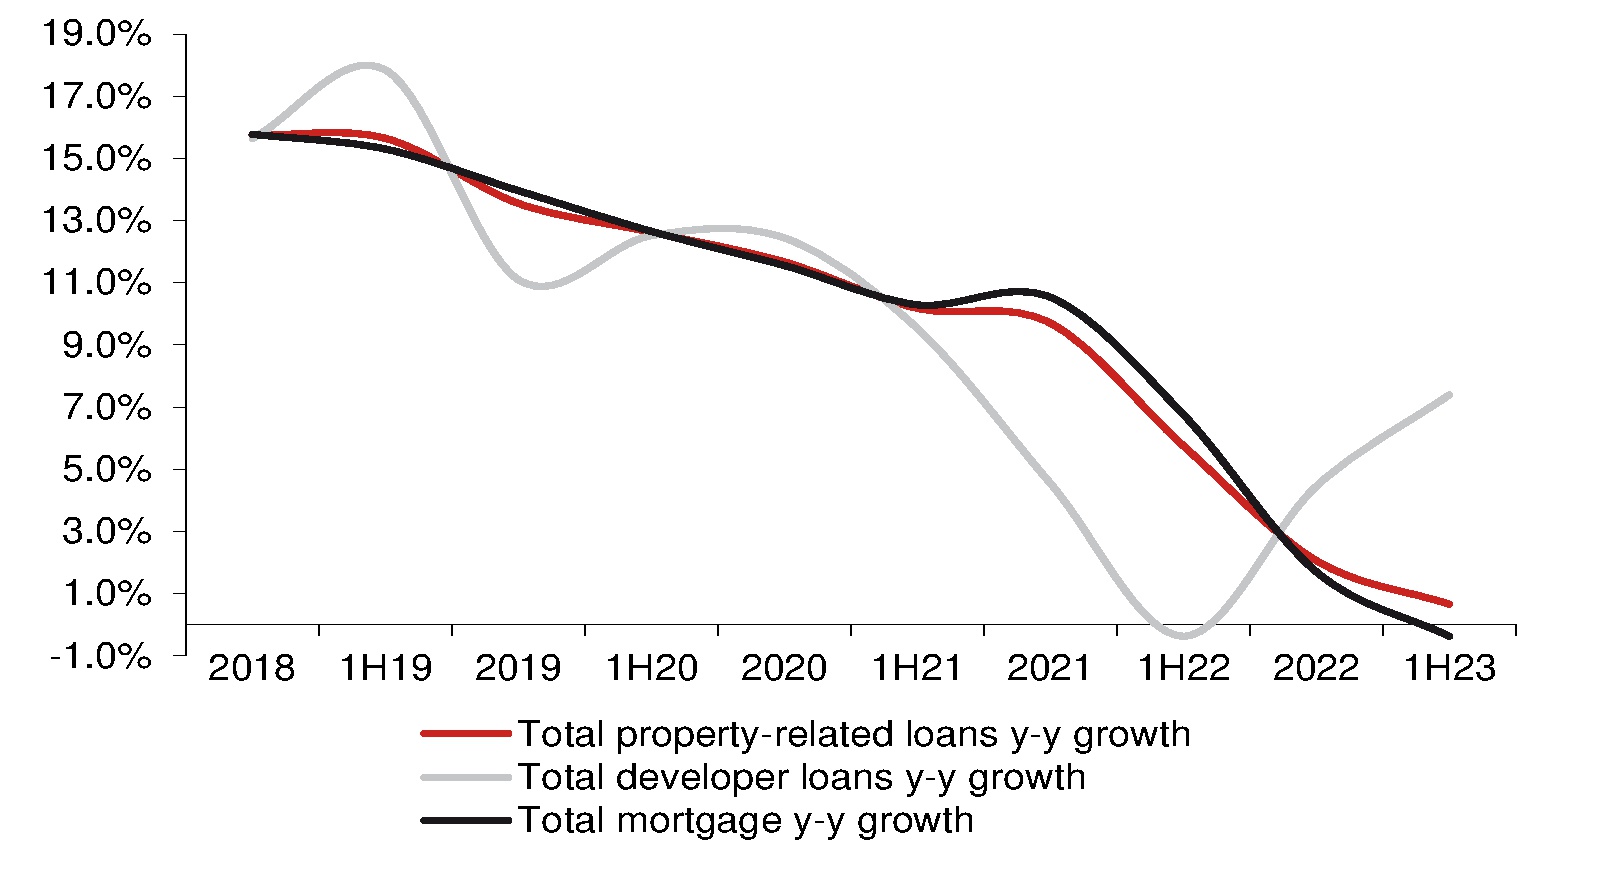 19.0%
17.0%
15.0%
13.0%
11.0%
9.0%
7.0%
5.0%
3.0%
1.0%
-1.0%
2018 1H19 2019 1H20 2020 1H21 2021 1H22 2022 1H23
Total property-related loans y-y growth
Total developer loans y-y growth
Total mortgage y-y growth